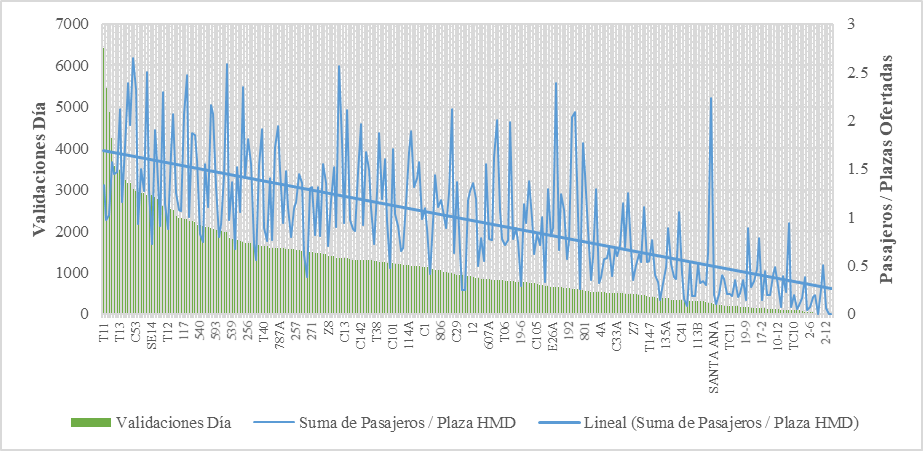 7000
6000
5000
4000
3000
2000
1000
0
Validaciones Día
3
2.5
2
1.5
1
0.5
0
Pasajeros / Plazas Ofertadas
T11
T13
C53
SE14
T12
117
540
593
539
256
T40
787A
257
271
Z8
C13
C142
T38
C101
114A
C1
806
C29
12
607A
T06
19-6
C105
E26A
192
801
4A
C33A
Z7
T14-7
135A
C41
113B
SANTA ANA
TC11
19-9
17-2
10-12
TC10
2-6
2-12
Validaciones Día
Suma de Pasajeros / Plaza HMD
Lineal (Suma de Pasajeros / Plaza HMD)